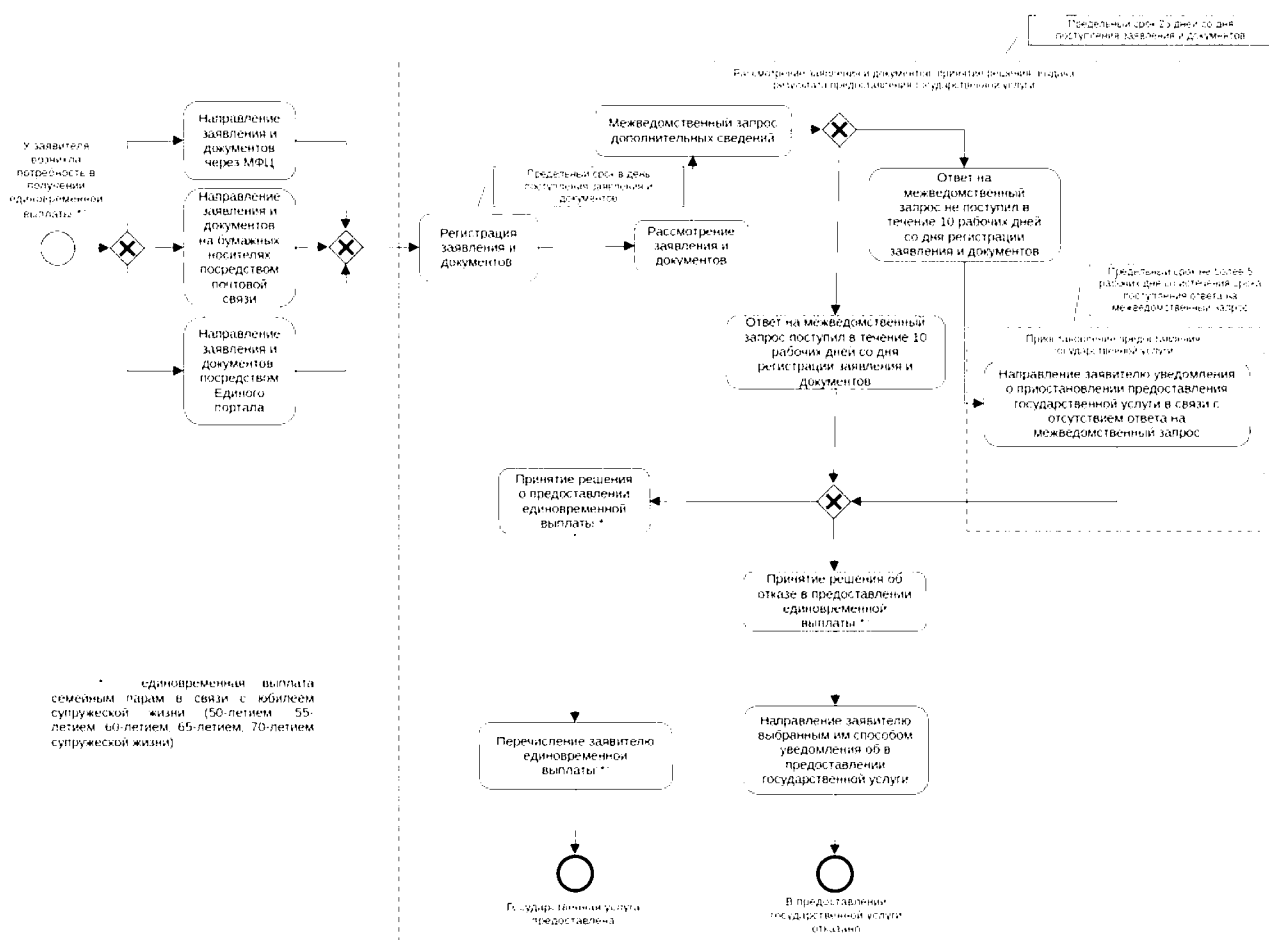 Предельный срок 25 дней со дня
поступления заявления и документов
Рассмотрение заявления и документов, принятие решения, выдача
результата предоставления государственной услуги
Направление
заявления и
документов
через МФЦ
Межведомственный запрос
дополнительных сведений
У заявителя
возникла
потребность в
получении
единовременной
выплаты *
Предельный срок в день
поступления заявления и
документов
Ответ на
межведомственный
запрос не поступил в
течение 10 рабочих дней
со дня регистрации
заявления и документов
Направление
заявления и
документов
на бумажных
носителях
посредством
почтовой
связи
Регистрация
заявления и
документов
Рассмотрение
заявления и
документов
Предельный срок не более 5
рабочих дней со истечения срока
поступления ответа на
межведомственный запрос
Ответ на межведомственный
запрос поступил в течение 10
рабочих дней со дня
регистрации заявления и
документов
Приостановление предоставления
государственной услуги
Направление
заявления и
документов
посредством
Единого
портала
Направление заявителю уведомления
о приостановлении предоставления
государственной услуги в связи с
отсутствием ответа на
межведомственный запрос
Принятие решения
о предоставлении
единовременной
выплаты *
Принятие решения об
отказе в предоставлении
единовременной
выплаты *
* единовременная выплата
семейным парам в связи с юбилеем
супружеской жизни (50-летием, 55-
летием, 60-летием, 65-летием, 70-летием
супружеской жизни)
Перечисление заявителю
единовременной
выплаты *
Направление заявителю
выбранным им способом
уведомления об в
предоставлении
государственной услуги
Государственная услуга
предоставлена
В предоставлении
государственной услуги
отказано